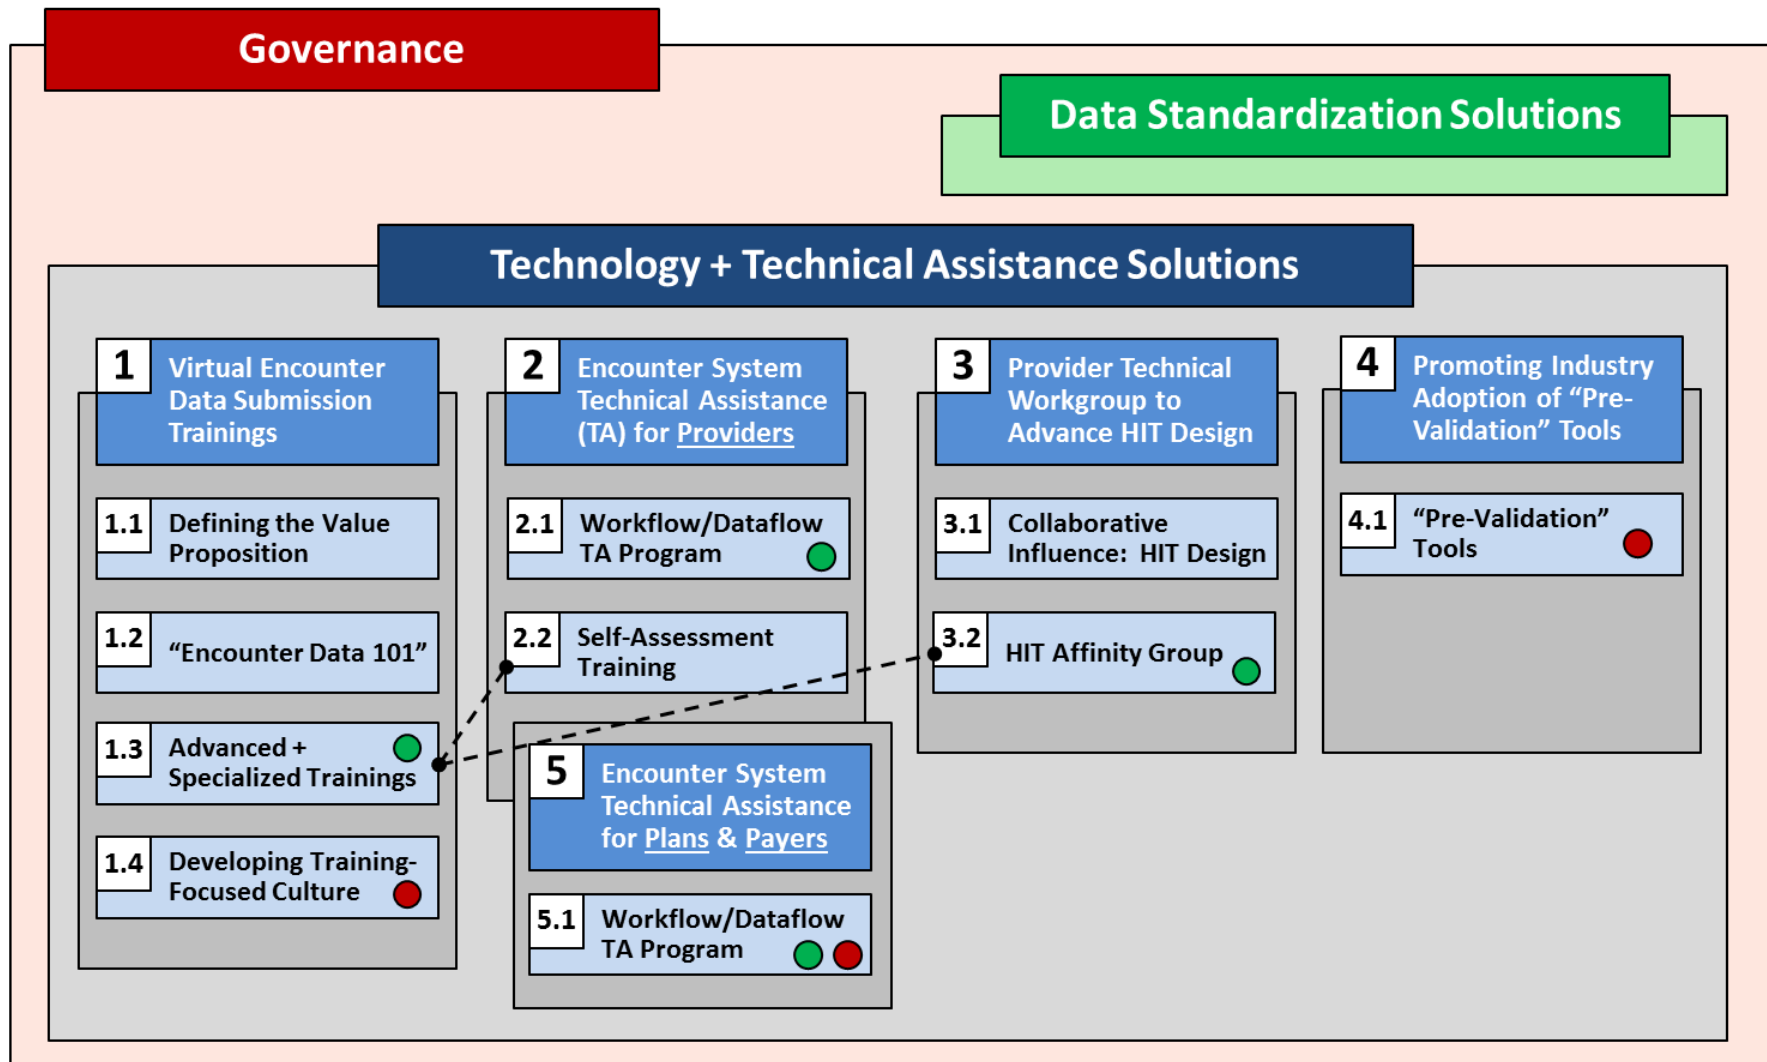 Governance
Data Standardization Solutions
Technology + Technical Assistance Solutions
1
Virtual Encounter
Data Submission
Trainings
1.1
Defining the Value
Proposition
1.2
“Encounter Data 101”
1.3
Advanced +
Specialized Trainings
1.4
Developing Training-
Focused Culture
2
Encounter System
Technical Assistance
(TA) for Providers
2.1
Workflow/Dataflow
TA Program
2.2
Self-Assessment
Training
5
Encounter System
Technical Assistance
for Plans & Payers
5.1
Workflow/Dataflow
TA Program
3
Provider Technical
Workgroup to
Advance HIT Design
3.1
Collaborative
Influence: HIT Design
3.2
HIT Affinity Group
4
Promoting Industry
Adoption of “Pre-
Validation” Tools
4.1
“Pre-Validation”
Tools